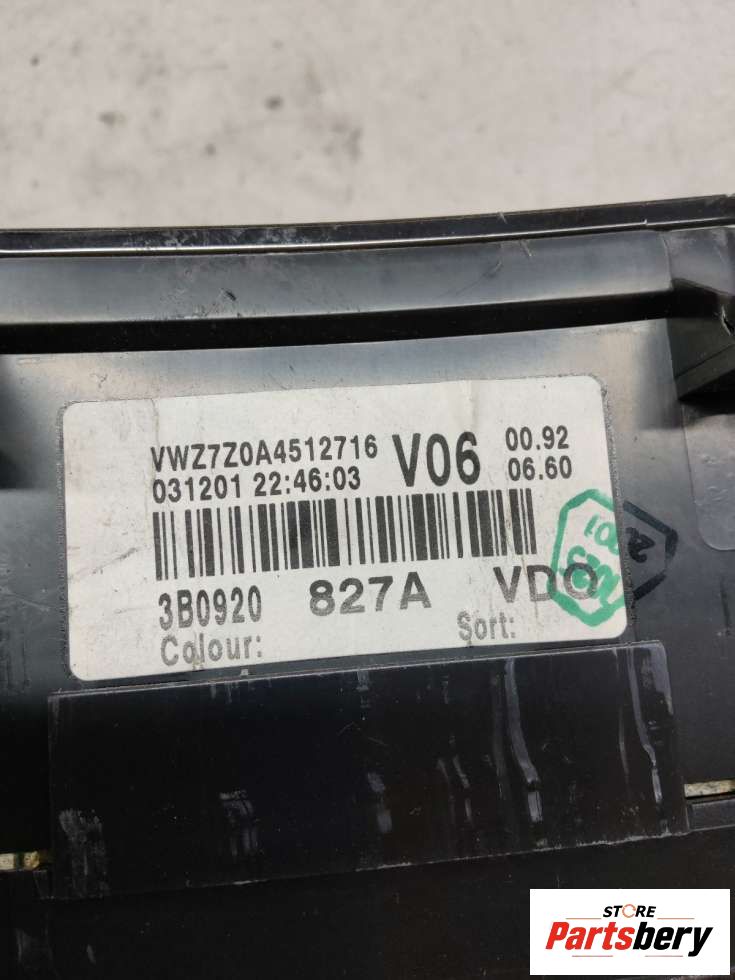 VWZ7Z0A4512716 V06 00.92
031201 22:46:03 06.60
3B0920 827A VDO
Colour: Sort:
STORE
Partsbery